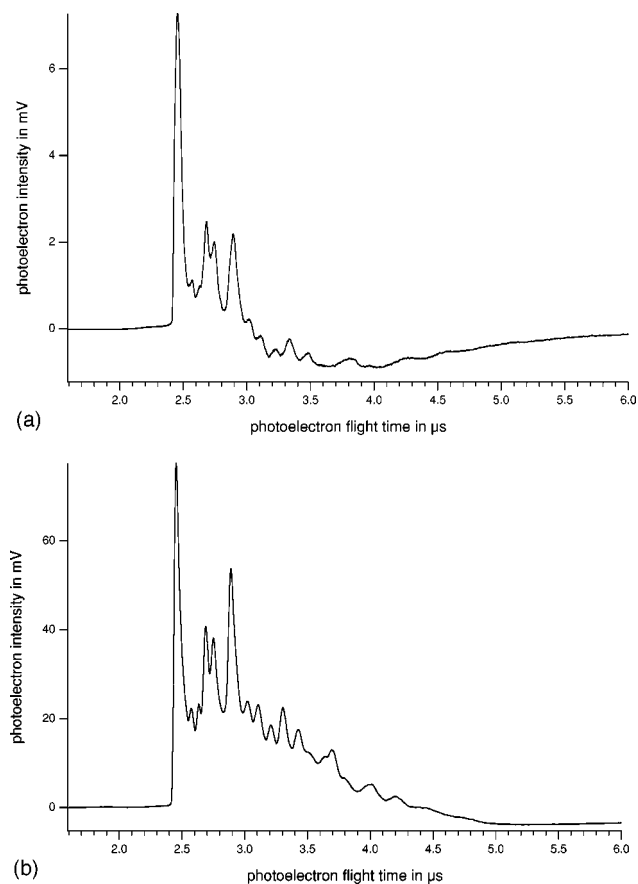 photoelectron intensity in mV
6
4
2
0
2.0 2.5 3.0 3.5 4.0 4.5 5.0 5.5 6.0
(a)
photoelectron flight time in µs
photoelectron intensity in mV
60
40
20
0
2.0 2.5 3.0 3.5 4.0 4.5 5.0 5.5 6.0
(b)
photoelectron flight time in µs